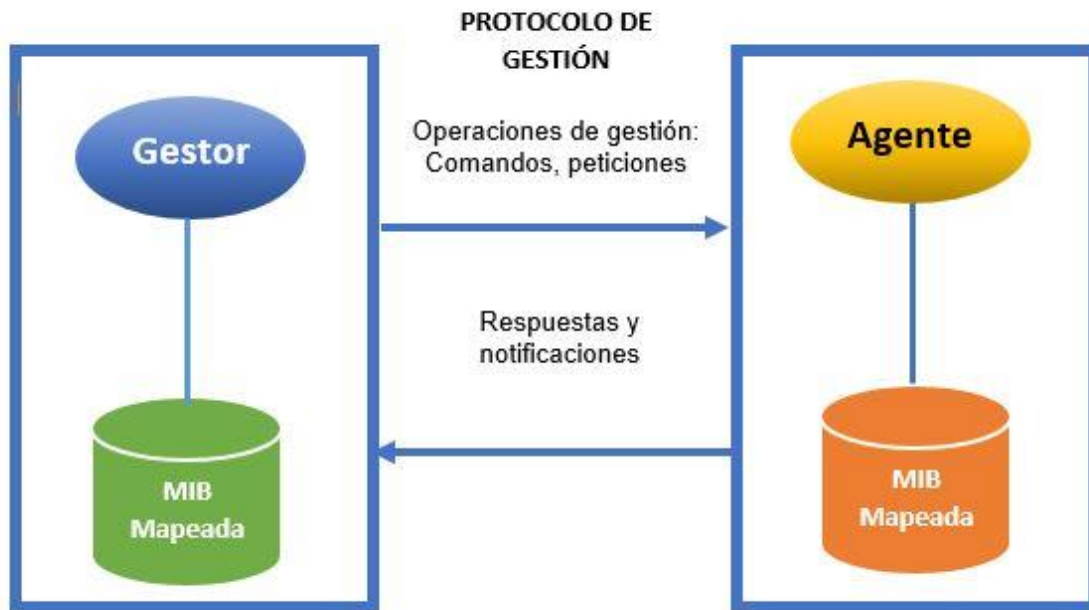 PROTOCOLO DE
GESTIÓN
Gestor
Operaciones de gestión:
Comandos, peticiones
Agente
Respuestas y
notificaciones
MIB
Mapeada
MIB
Mapeada